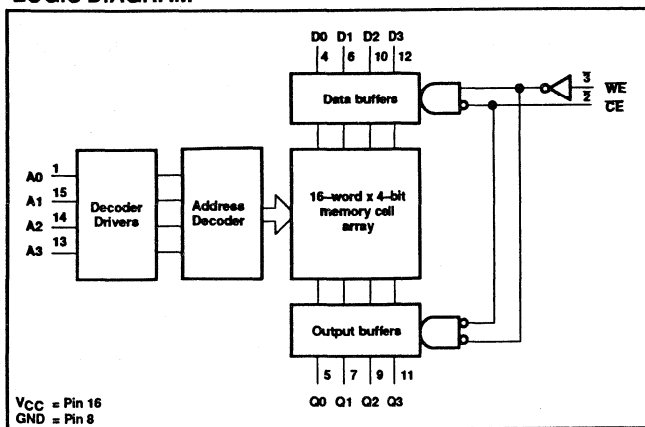 LOGIC DIAGRAM
D0 D1 D2 D3
4 6 10 12
Data buffers
3 WE
2 CE
A0 1
A1 15
A2 14
A3 13
Decoder
Drivers
Address
Decoder
16–word x 4–bit
memory cell
array
Output buffers
5 7 9 11
Q0 Q1 Q2 Q3
VCC = Pin 16
GND = Pin 8